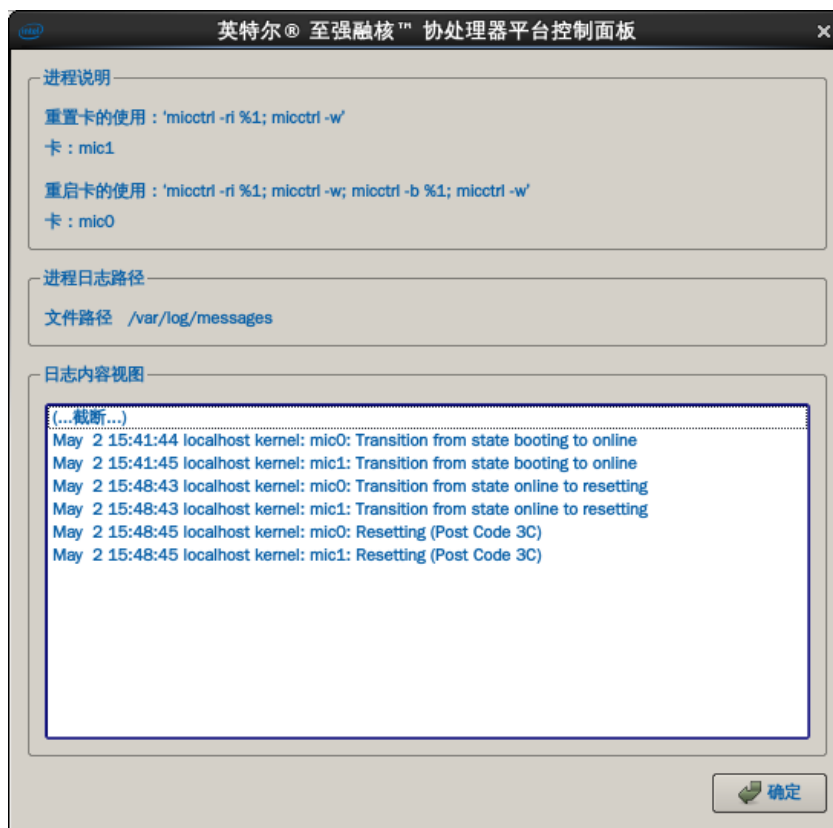 intel
英特尔® 至强融核™ 协处理器平台控制面板
进程说明
重置卡的使用：‘micctrl -ri %1; micctrl -w’
卡：mic1
重启卡的使用：‘micctrl -ri %1; micctrl -w; micctrl -b %1; micctrl -w’
卡：mic0
进程日志路径
文件路径 /var/log/messages
日志内容视图
(...截断...)
May 2 15:41:44 localhost kernel: mic0: Transition from state booting to online
May 2 15:41:45 localhost kernel: mic1: Transition from state booting to online
May 2 15:48:43 localhost kernel: mic0: Transition from state online to resetting
May 2 15:48:43 localhost kernel: mic1: Transition from state online to resetting
May 2 15:48:45 localhost kernel: mic0: Resetting (Post Code 3C)
May 2 15:48:45 localhost kernel: mic1: Resetting (Post Code 3C)
确定